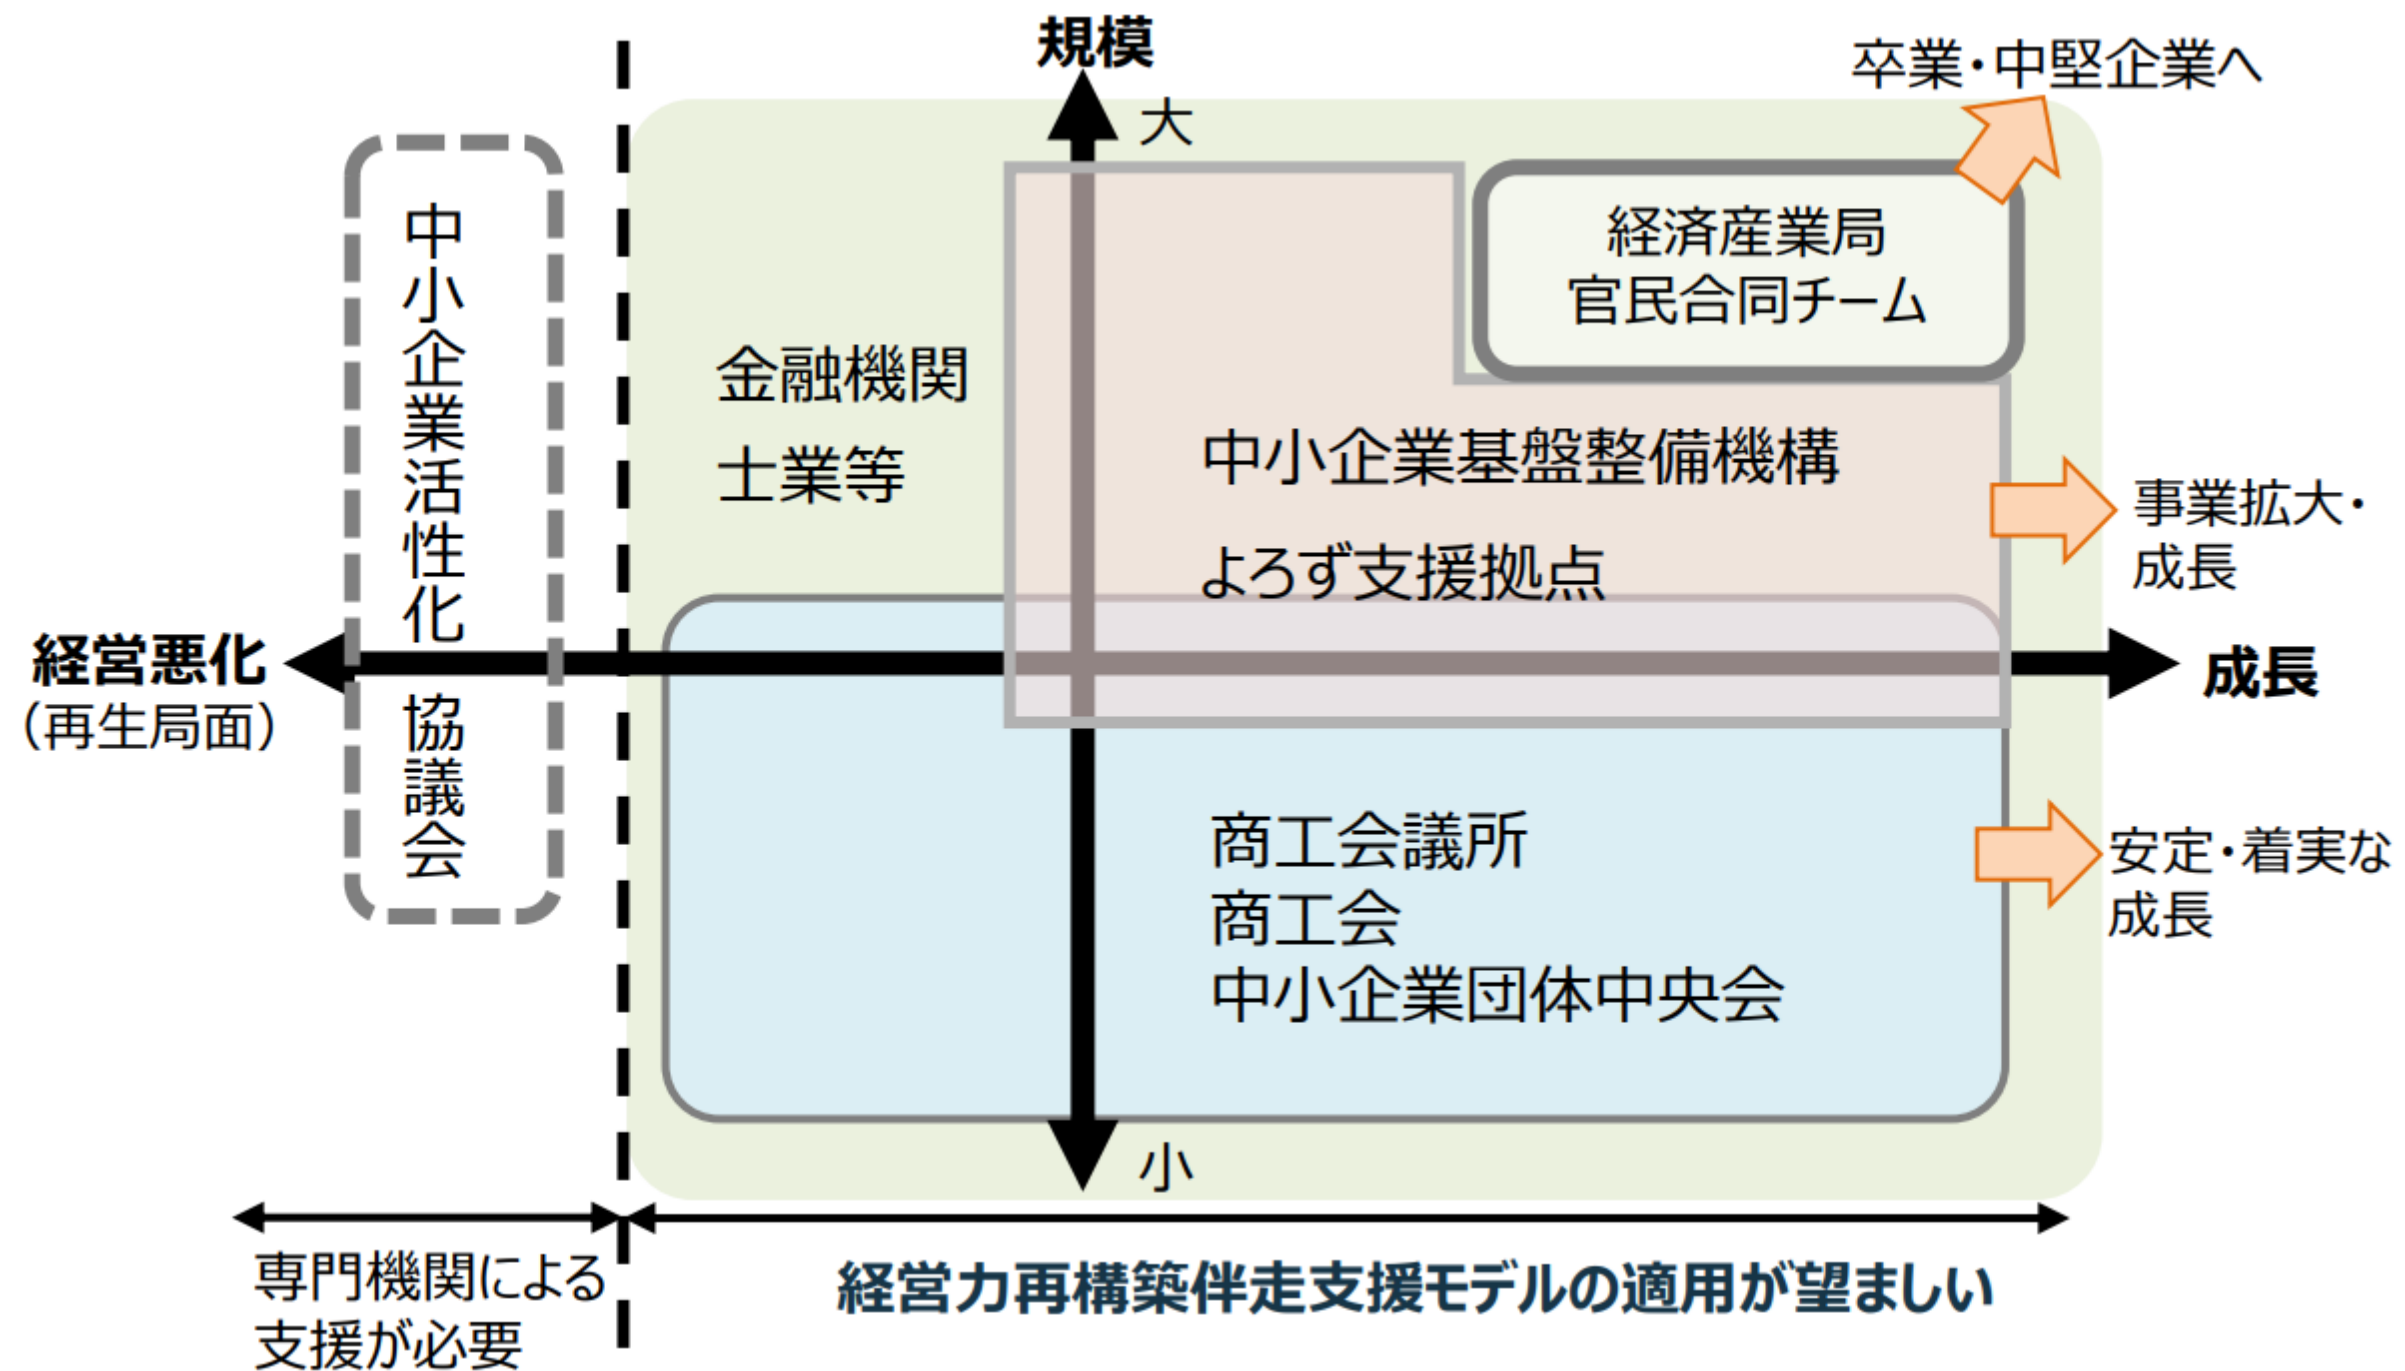 規模
大
卒業・中堅企業へ
経済産業局
官民合同チーム
中小企業活性化 協議会
金融機関
士業等
中小企業基盤整備機構
よろず支援拠点
事業拡大・
成長
経営悪化
（再生局面）
成長
商工会議所
商工会
中小企業団体中央会
安定・着実な
成長
小
専門機関による
支援が必要
経営力再構築伴走支援モデルの適用が望ましい